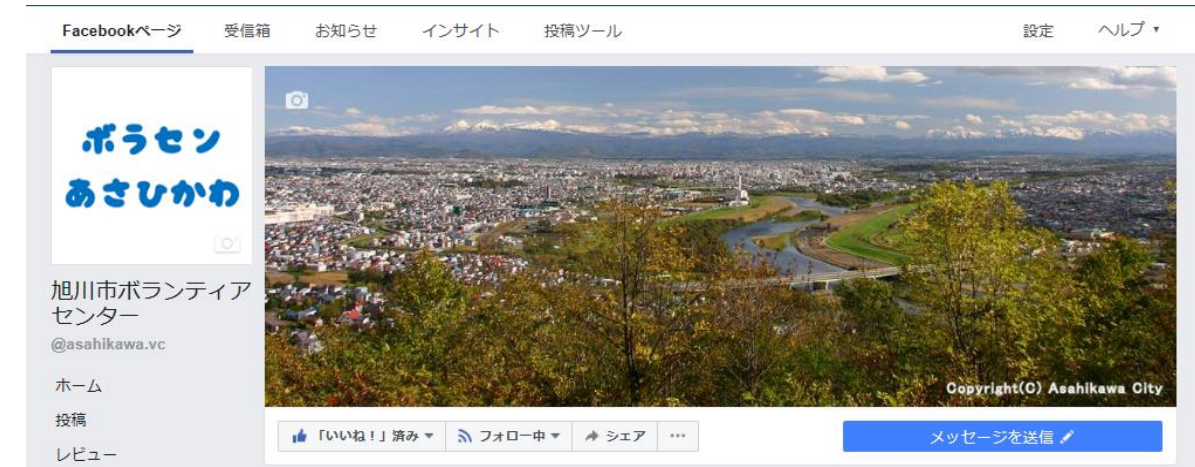 Facebookページ 受信箱 お知らせ インサイト 投稿ツール 設定 ヘルプ
ボラセン
あさひかわ
旭川市ボランティア
センター
@asahikawa.vc
ホーム
投稿
レビュー
Copyright(C) Asahikawa City
「いいね!」済み フォロー中 シェア ... メッセージを送信